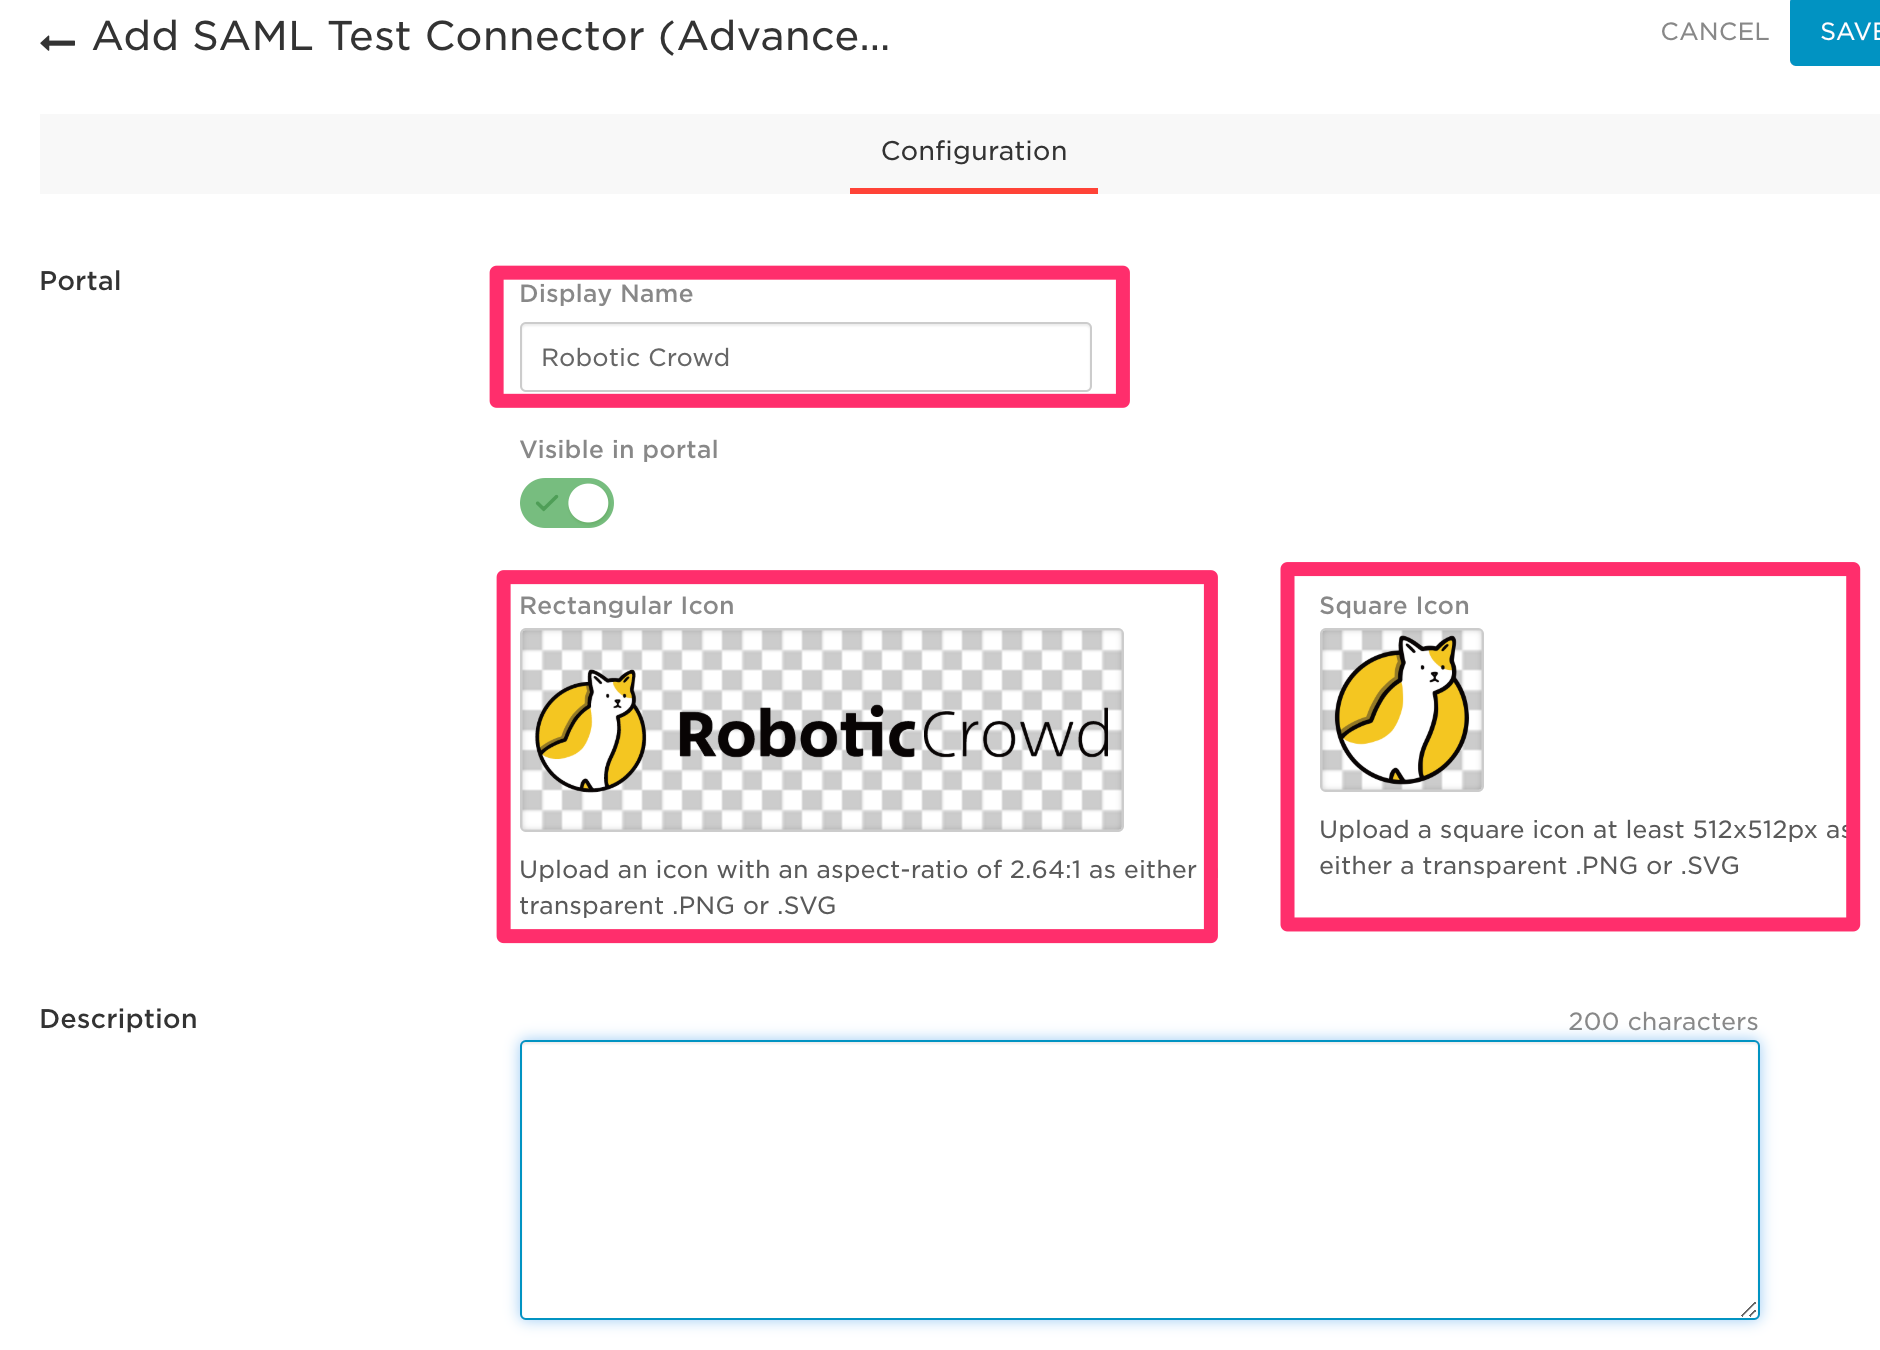 Add SAML Test Connector (Advance...
CANCEL
SAVE
Configuration
Portal
Display Name
Robotic Crowd
Visible in portal
Rectangular Icon
RoboticCrowd
Upload an icon with an aspect-ratio of 2.64:1 as either
transparent .PNG or .SVG
Square Icon
Upload a square icon at least 512x512px as
either a transparent .PNG or .SVG
Description
200 characters